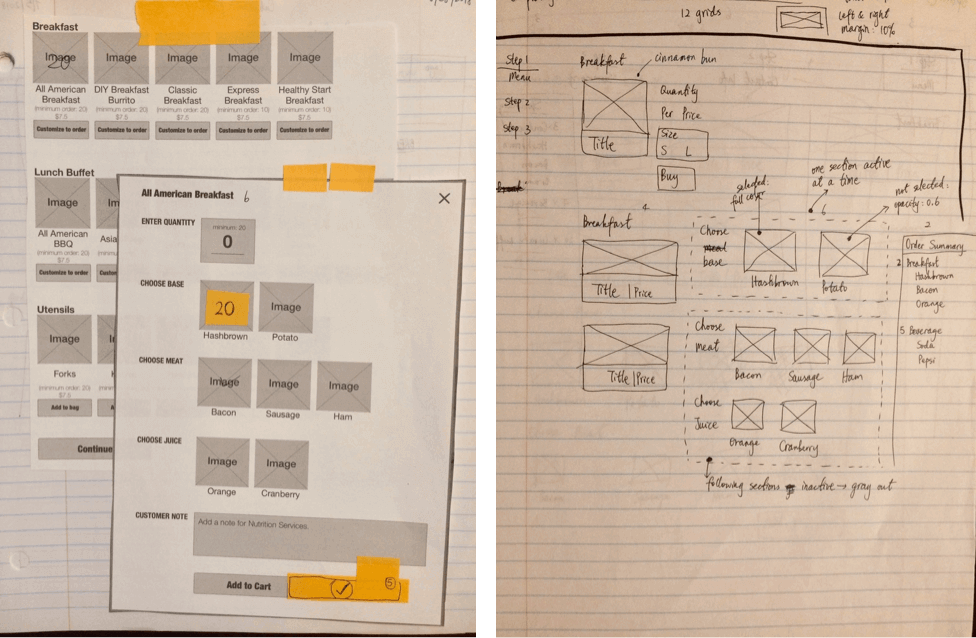 Breakfast
Image Image Image Image Image
20
All American Breakfast
(minimum order: 20)
$7.5
Customize to order
DIY Breakfast Burrito
(minimum order: 20)
$7.5
Customize to order
Classic Breakfast
(minimum order: 20)
$7.5
Customize to order
Express Breakfast
(minimum order: 10)
$7.5
Customize to order
Healthy Start Breakfast
(minimum order: 10)
$7.5
Customize to order
Lunch Buffet
Image
All American BBQ
(minimum order: 20)
$7.5
Customize to order
Utensils
Image
Forks
(minimum order: 20)
$7.5
Add to bag
Continue
All American Breakfast 6
ENTER QUANTITY
minimum: 20
0
CHOOSE BASE
20 Image
Hashbrown Potato
CHOOSE MEAT
Image Image Image
Bacon Sausage Ham
CHOOSE JUICE
Image Image
Orange Cranberry
CUSTOMER NOTE
Add a note for Nutrition Services.
Add to Cart
5
12 grids
left & right
margin: 10%
Step 1
Menu
Step 2
Step 3
Breakfast
cinnamon bun
Title
Quantity
Per Price
Size
S L
Buy
selected:
full color
one section active
at a time
not selected:
opacity: 0.6
4
Breakfast
Title | Price
Choose
base
Hashbrown Potato
Title | Price
Choose
meat
Bacon Sausage Ham
Choose
Juice
Orange Cranberry
following sections inactive → gray out
Order Summary
2 Breakfast
Hashbrown
Bacon
Orange
5 Beverage
Soda
Pepsi